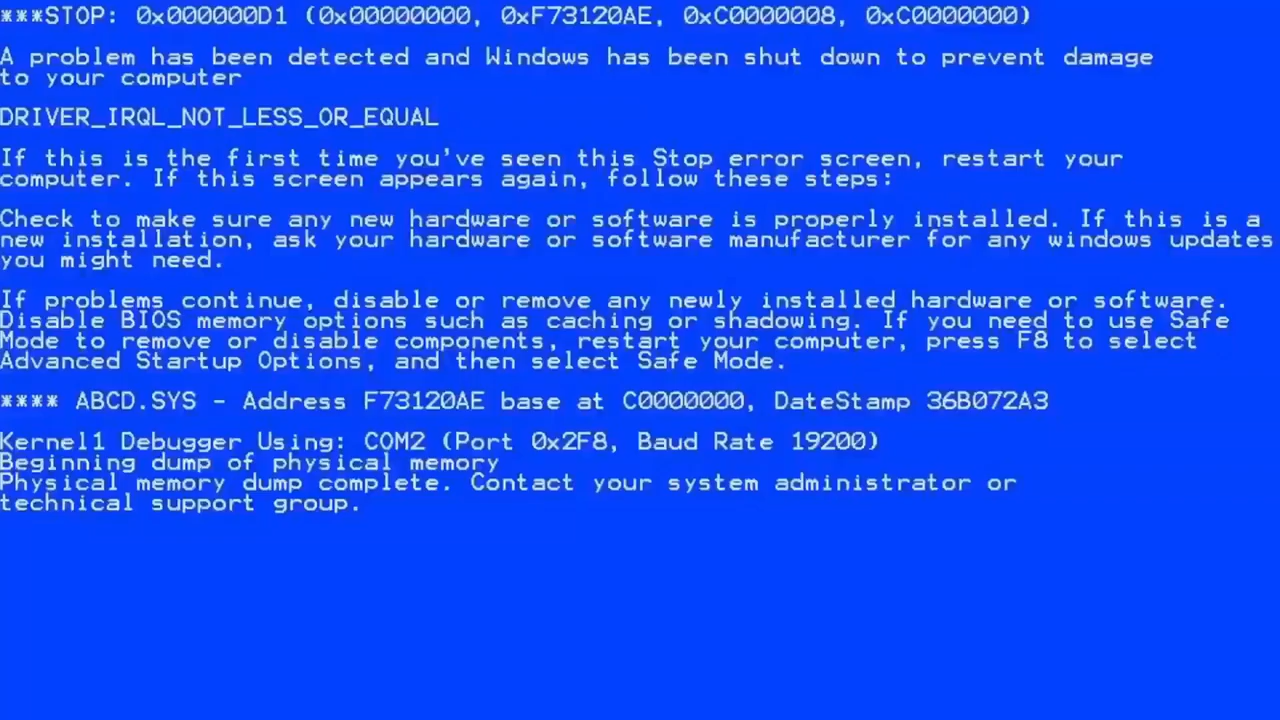 ***STOP: 0x000000D1 (0x00000000, 0xF73120AE, 0xC0000008, 0xC0000000)
A problem has been detected and Windows has been shut down to prevent damage
to your computer
DRIVER_IRQL_NOT_LESS_OR_EQUAL
If this is the first time you've seen this Stop error screen, restart your
computer. If this screen appears again, follow these steps:
Check to make sure any new hardware or software is properly installed. If this is a
new installation, ask your hardware or software manufacturer for any windows updates
you might need.
If problems continue, disable or remove any newly installed hardware or software.
Disable BIOS memory options such as caching or shadowing. If you need to use Safe
Mode to remove or disable components, restart your computer, press F8 to select
Advanced Startup Options, and then select Safe Mode.
**** ABCD.SYS - Address F73120AE base at C0000000, DateStamp 36B072A3
Kernel1 Debugger Using: COM2 (Port 0x2F8, Baud Rate 19200)
Beginning dump of physical memory
Physical memory dump complete. Contact your system administrator or
technical support group.